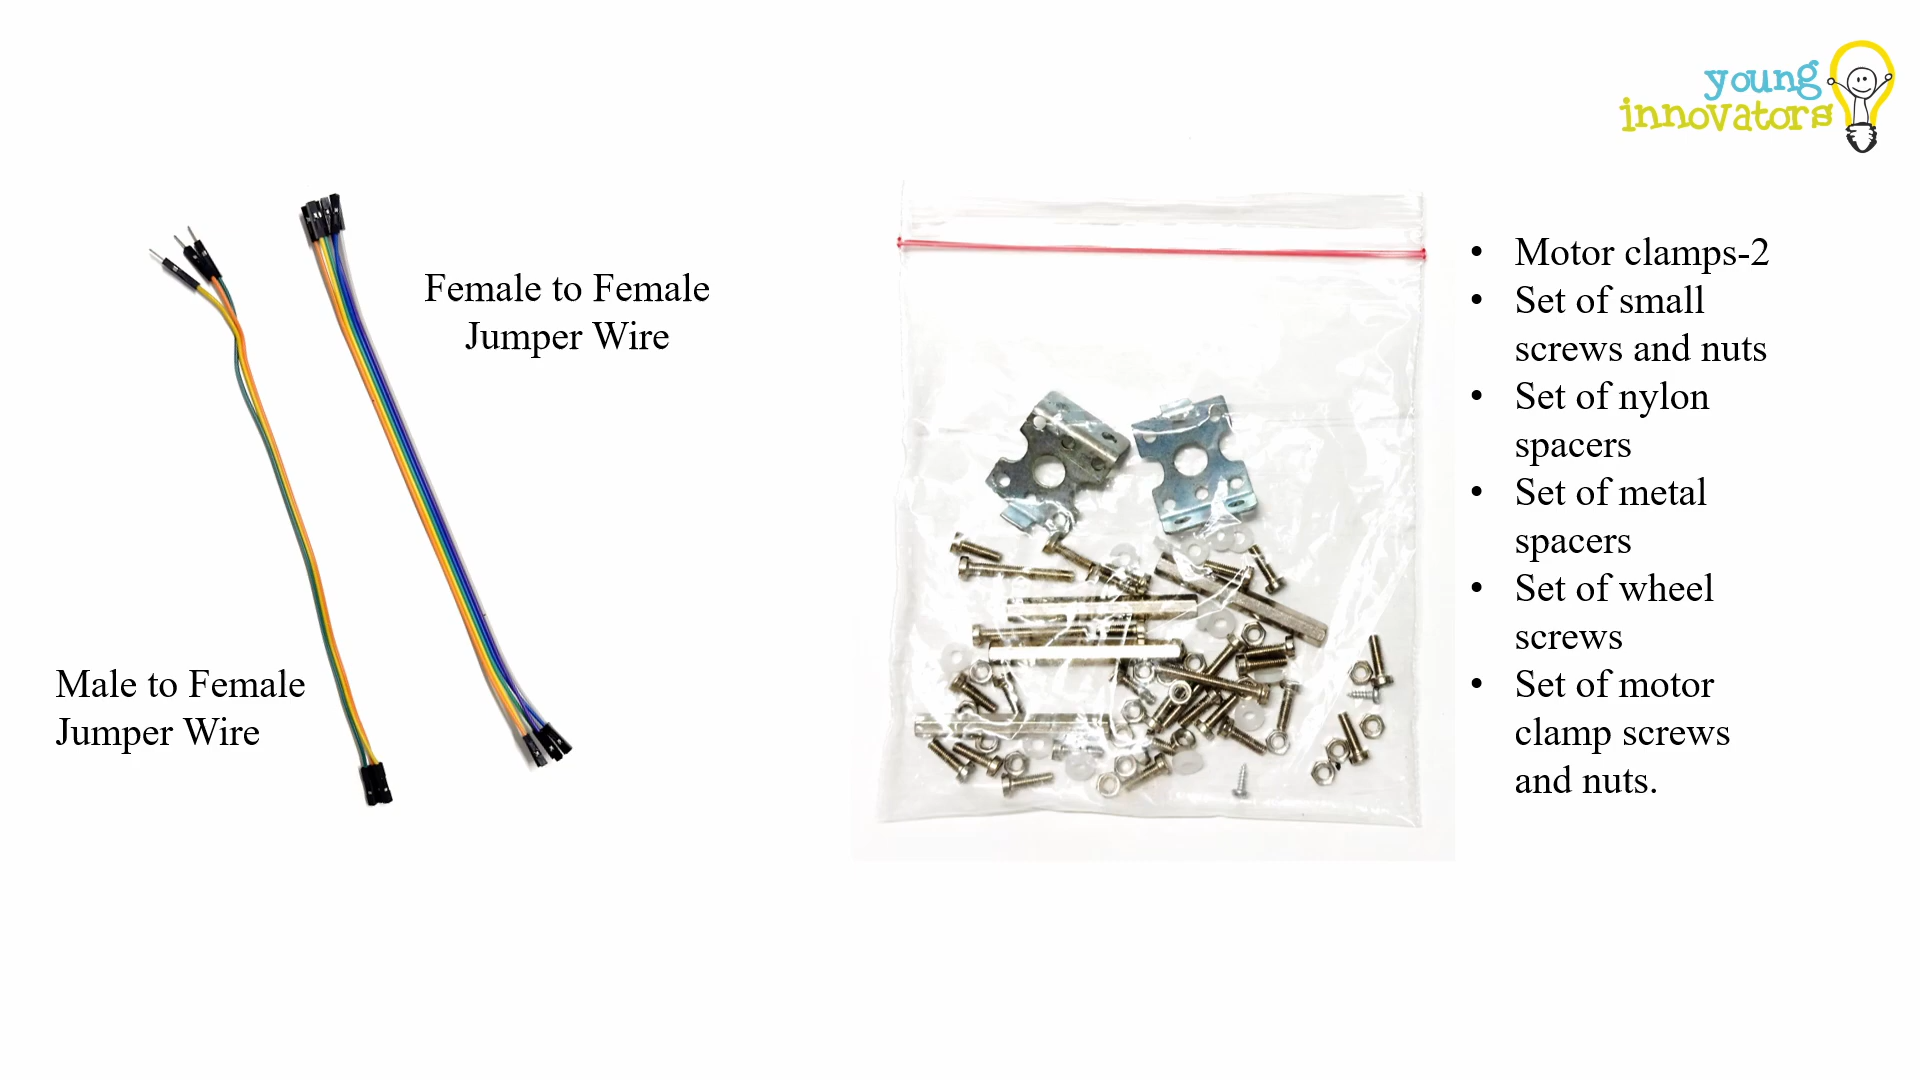 young
innovators
Female to Female
Jumper Wire
Male to Female
Jumper Wire
• Motor clamps-2
• Set of small
screws and nuts
• Set of nylon
spacers
• Set of metal
spacers
• Set of wheel
screws
• Set of motor
clamp screws
and nuts.